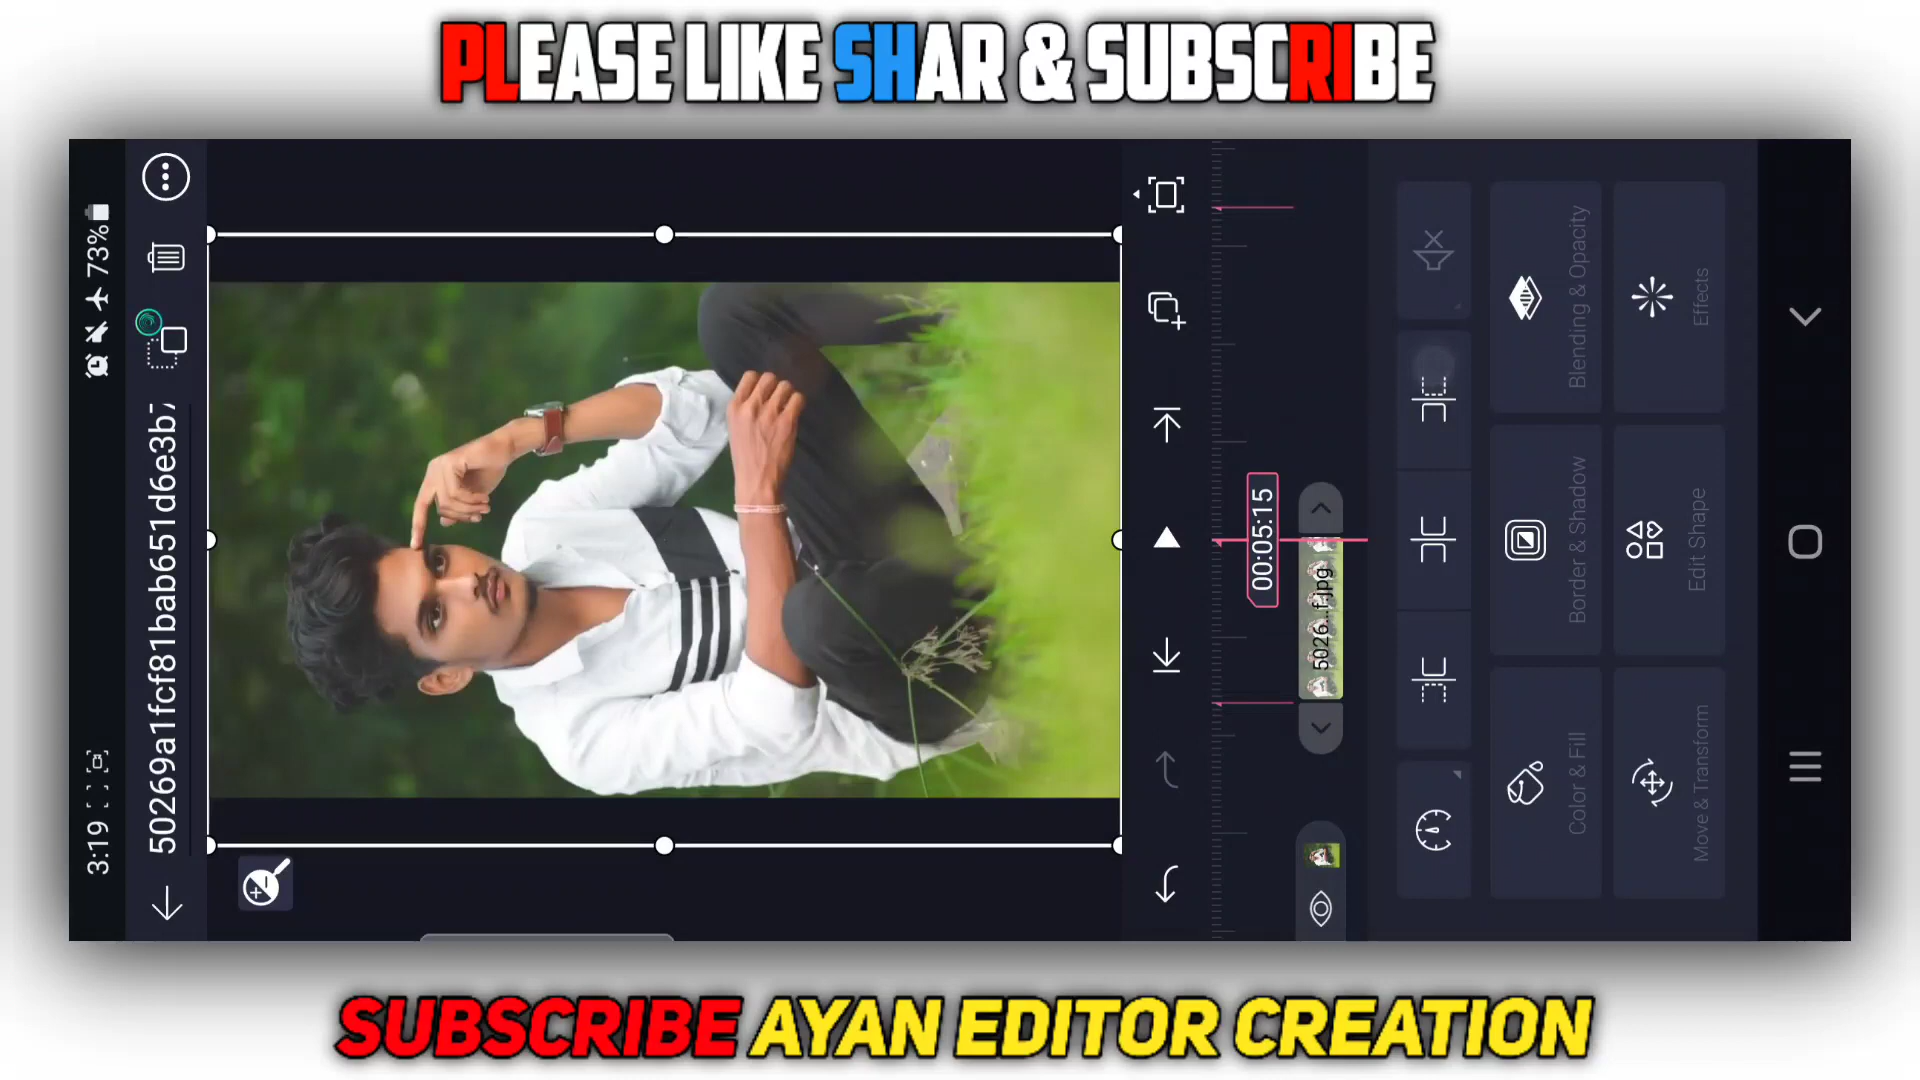 PLEASE LIKE SHAR & SUBSCRIBE
3:19
73%
50269a1fcf81bab651d6e3b
00:05:15
5026...f.jpg
Blending & Opacity
Effects
Border & Shadow
Edit Shape
Color & Fill
Move & Transform
SUBSCRIBE AYAN EDITOR CREATION